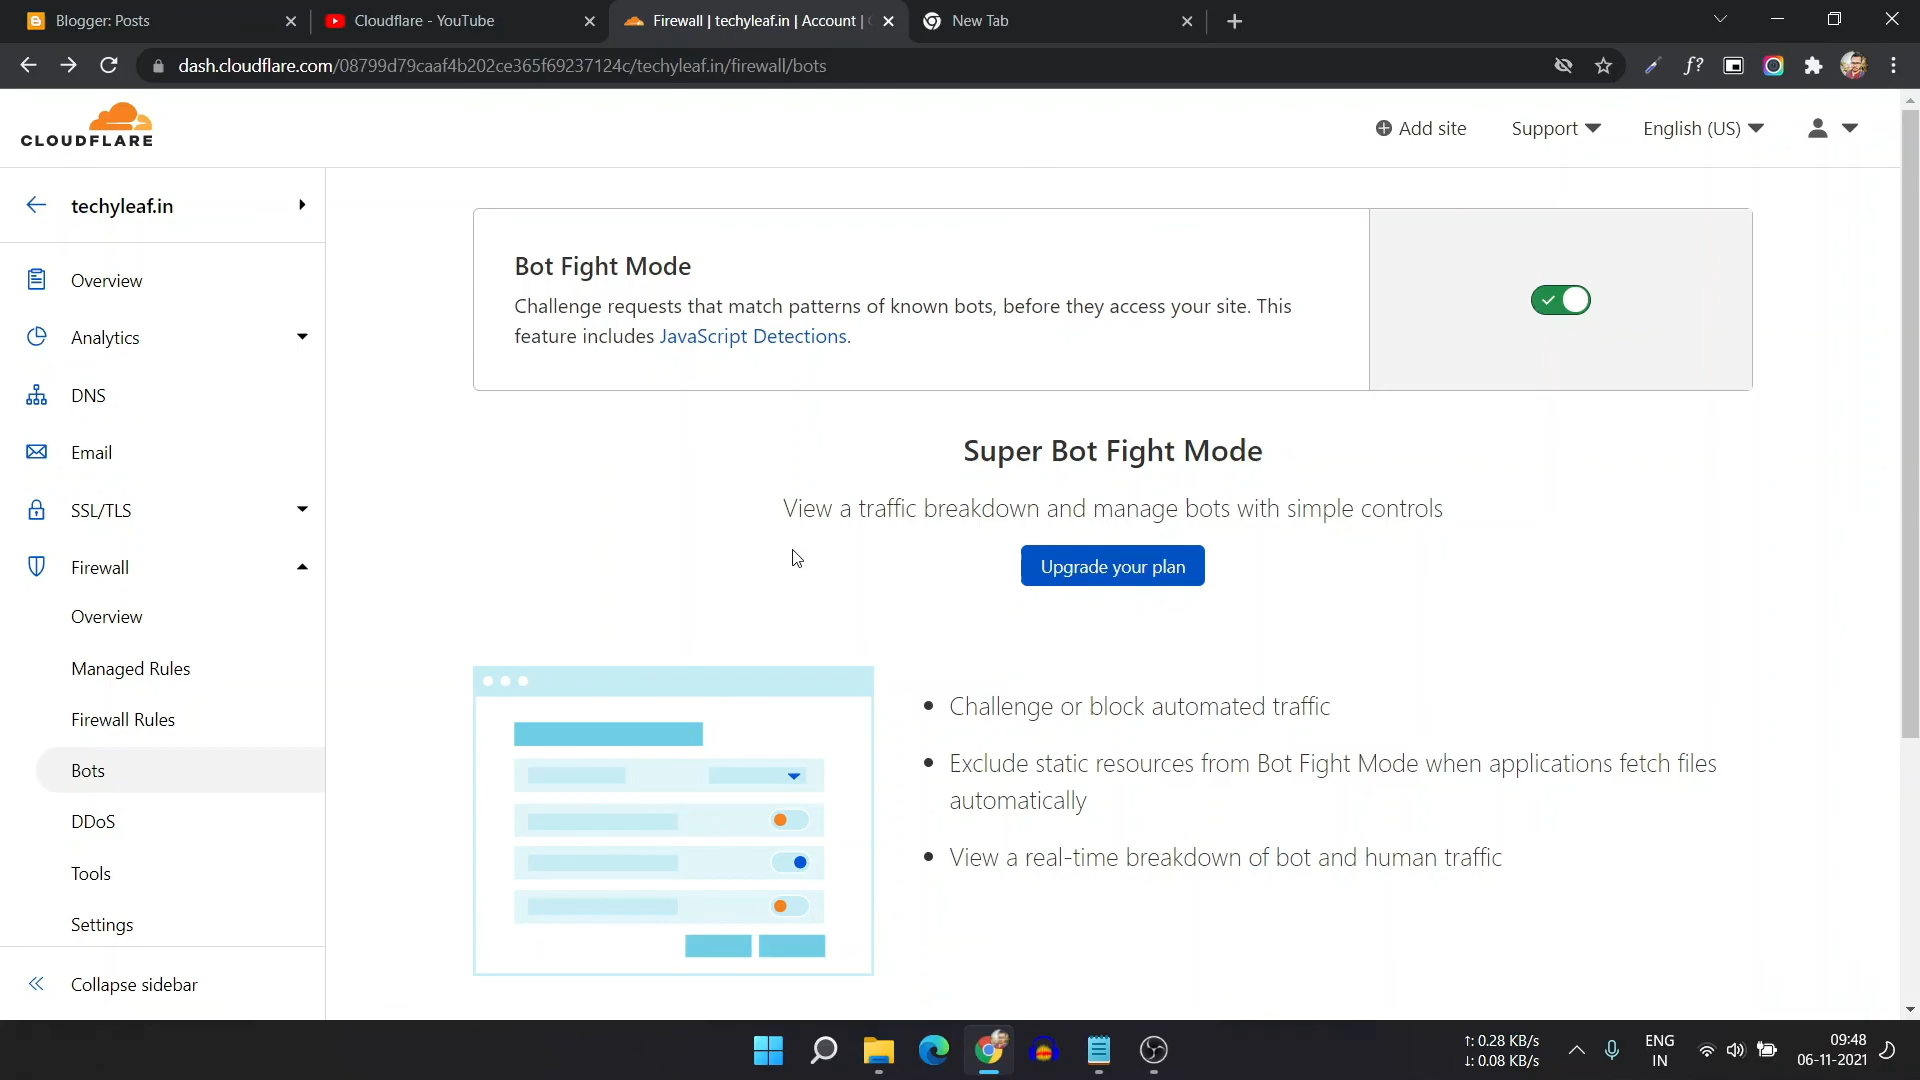 Blogger: Posts
Cloudflare - YouTube
Firewall | techyleaf.in | Account |
New Tab
dash.cloudflare.com/08799d79caaf4b202ce365f69237124c/techyleaf.in/firewall/bots
f?
CLOUDFLARE
Add site
Support
English (US)
techyleaf.in
Overview
Analytics
DNS
Email
SSL/TLS
Firewall
Overview
Managed Rules
Firewall Rules
Bots
DDoS
Tools
Settings
Collapse sidebar
Bot Fight Mode
Challenge requests that match patterns of known bots, before they access your site. This
feature includes JavaScript Detections.
Super Bot Fight Mode
View a traffic breakdown and manage bots with simple controls
Upgrade your plan
• Challenge or block automated traffic
• Exclude static resources from Bot Fight Mode when applications fetch files
automatically
• View a real-time breakdown of bot and human traffic
↑: 0.28 KB/s
↓: 0.08 KB/s
ENG
IN
09:48
06-11-2021